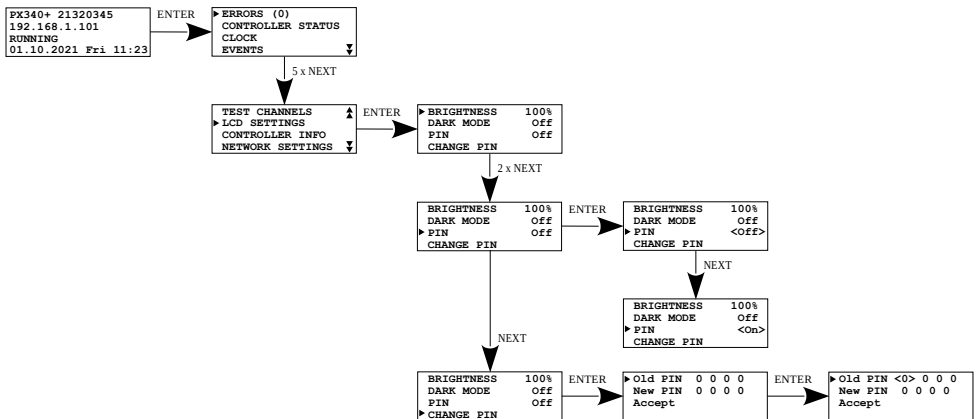 PX340+ 21320345
192.168.1.101
RUNNING
01.10.2021 Fri 11:23
ENTER
ERRORS (0)
CONTROLLER STATUS
CLOCK
EVENTS
5 x NEXT
TEST CHANNELS
LCD SETTINGS
CONTROLLER INFO
NETWORK SETTINGS
ENTER
BRIGHTNESS 100%
DARK MODE Off
PIN Off
CHANGE PIN
2 x NEXT
BRIGHTNESS 100%
DARK MODE Off
PIN Off
CHANGE PIN
ENTER
BRIGHTNESS 100%
DARK MODE Off
PIN <Off>
CHANGE PIN
NEXT
BRIGHTNESS 100%
DARK MODE Off
PIN <On>
CHANGE PIN
NEXT
BRIGHTNESS 100%
DARK MODE Off
PIN Off
CHANGE PIN
ENTER
Old PIN 0 0 0 0
New PIN 0 0 0 0
Accept
ENTER
Old PIN <0> 0 0 0
New PIN 0 0 0 0
Accept